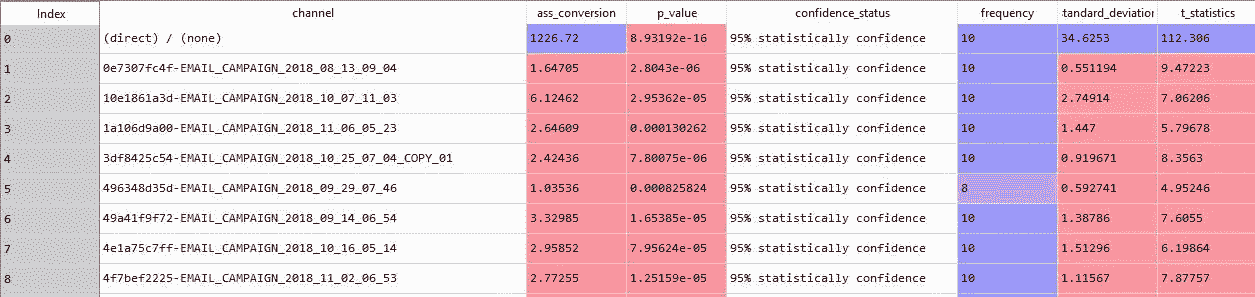 Index channel ass_conversion p_value confidence_status frequency tandard_deviation t_statistics
0 (direct) / (none) 1226.72 8.93192e-16 95% statistically confidence 10 34.6253 112.306
1 0e7307fc4f-EMAIL_CAMPAIGN_2018_08_13_09_04 1.64705 2.8043e-06 95% statistically confidence 10 0.551194 9.47223
2 10e1861a3d-EMAIL_CAMPAIGN_2018_10_07_11_03 6.12462 2.95362e-05 95% statistically confidence 10 2.74914 7.06206
3 1a106d9a00-EMAIL_CAMPAIGN_2018_11_06_05_23 2.64609 0.000130262 95% statistically confidence 10 1.447 5.79678
4 3df8425c54-EMAIL_CAMPAIGN_2018_10_25_07_04_COPY_01 2.42436 7.80075e-06 95% statistically confidence 10 0.919671 8.3563
5 496348d35d-EMAIL_CAMPAIGN_2018_09_29_07_46 1.03536 0.000825824 95% statistically confidence 8 0.592741 4.95246
6 49a41f9f72-EMAIL_CAMPAIGN_2018_09_14_06_54 3.32985 1.65385e-05 95% statistically confidence 10 1.38786 7.6055
7 4e1a75c7ff-EMAIL_CAMPAIGN_2018_10_16_05_14 2.95852 7.95624e-05 95% statistically confidence 10 1.51296 6.19864
8 4f7bef2225-EMAIL_CAMPAIGN_2018_11_02_06_53 2.77255 1.25159e-05 95% statistically confidence 10 1.11567 7.87757